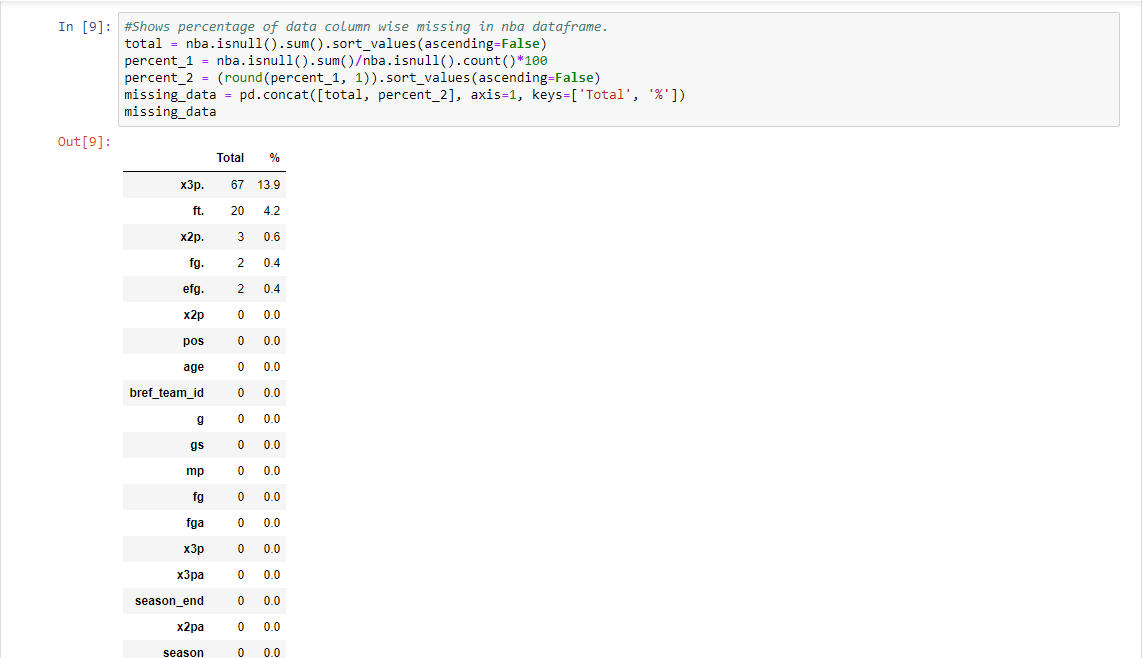 In [9]: #Shows percentage of data column wise missing in nba dataframe.
total = nba.isnull().sum().sort_values(ascending=False)
percent_1 = nba.isnull().sum()/nba.isnull().count()*100
percent_2 = (round(percent_1, 1)).sort_values(ascending=False)
missing_data = pd.concat([total, percent_2], axis=1, keys=['Total', '%'])
missing_data
Out[9]:
Total %
x3p. 67 13.9
ft. 20 4.2
x2p. 3 0.6
fg. 2 0.4
efg. 2 0.4
x2p 0 0.0
pos 0 0.0
age 0 0.0
bref_team_id 0 0.0
g 0 0.0
gs 0 0.0
mp 0 0.0
fg 0 0.0
fga 0 0.0
x3p 0 0.0
x3pa 0 0.0
season_end 0 0.0
x2pa 0 0.0
season 0 0.0